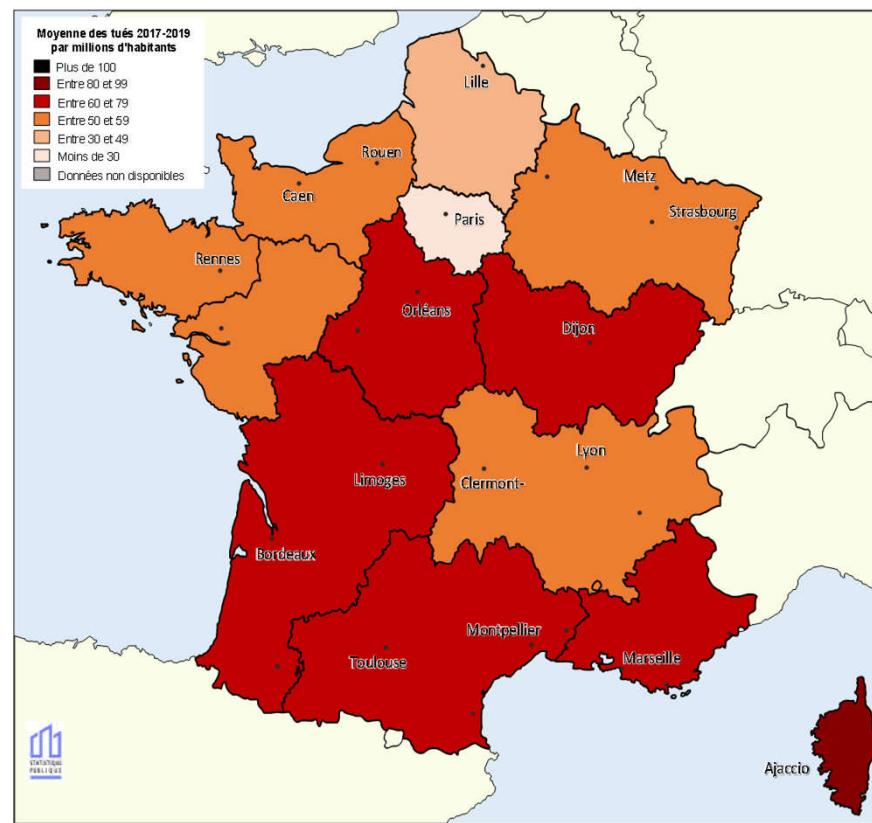 Moyenne des tués 2017-2019
par millions d'habitants
Plus de 100
Entre 80 et 99
Entre 60 et 79
Entre 50 et 59
Entre 30 et 49
Moins de 30
Données non disponibles
Lille
Rouen
Caen
Metz
Paris
Strasbourg
Rennes
Orléans
Dijon
Lyon
Limoges
Clermont-
Bordeaux
Montpellier
Toulouse
Marseille
Ajaccio
STATISTIQUE
PUBLIQUE